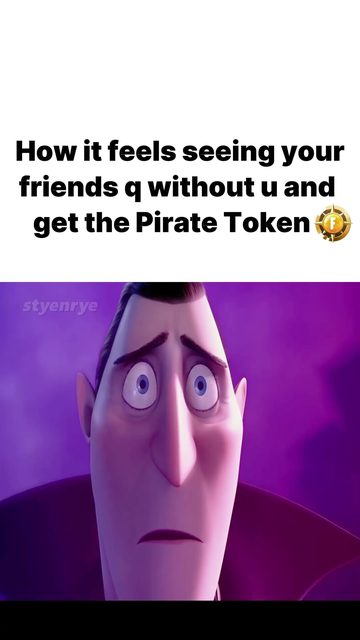 How it feels seeing your
friends q without u and
get the Pirate Token
F
styenrye